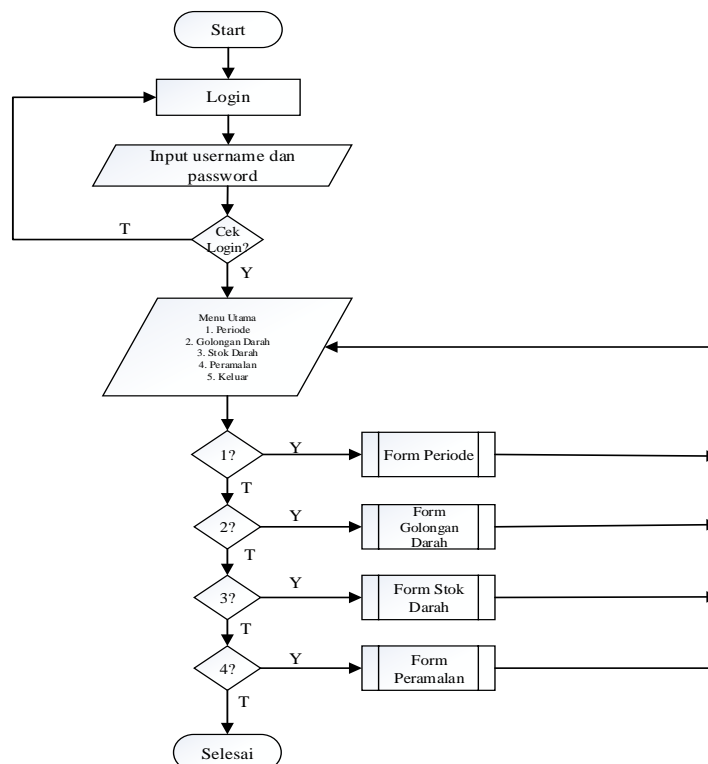 Start
Login
Input username dan
password
Cek
Login?
T
Y
Menu Utama
1. Periode
2. Golongan Darah
3. Stok Darah
4. Peramalan
5. Keluar
1?
Y
Form Periode
T
2?
Y
Form
Golongan
Darah
T
3?
Y
Form Stok
Darah
T
4?
Y
Form
Peramalan
T
Selesai